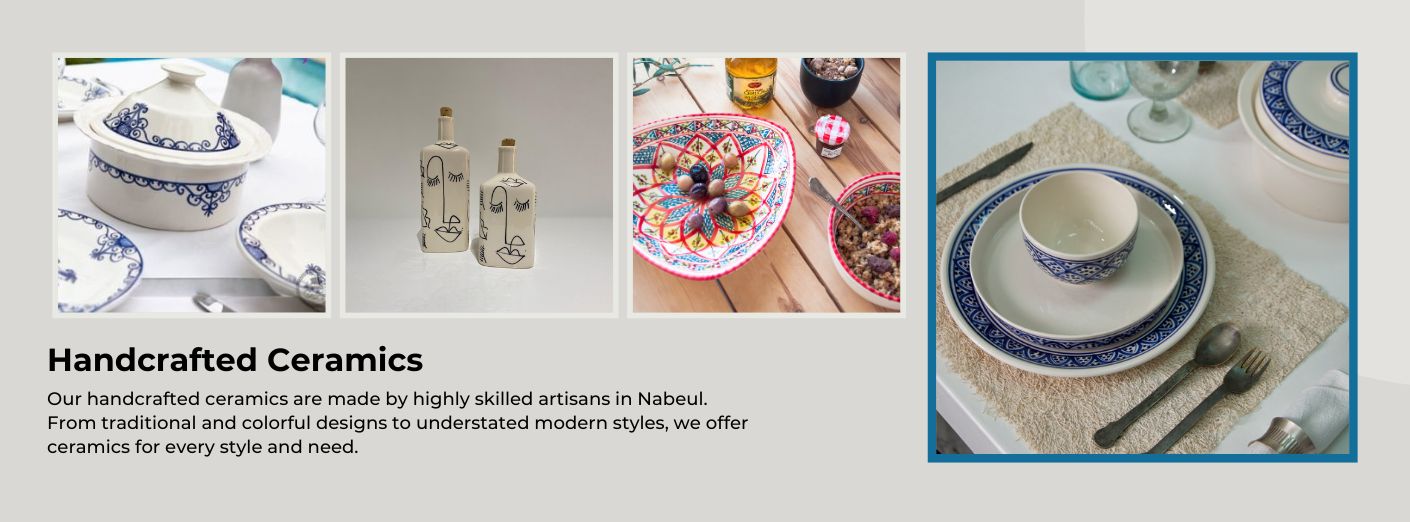 Handcrafted Ceramics
Our handcrafted ceramics are made by highly skilled artisans in Nabeul.
From traditional and colorful designs to understated modern styles, we offer
ceramics for every style and need.